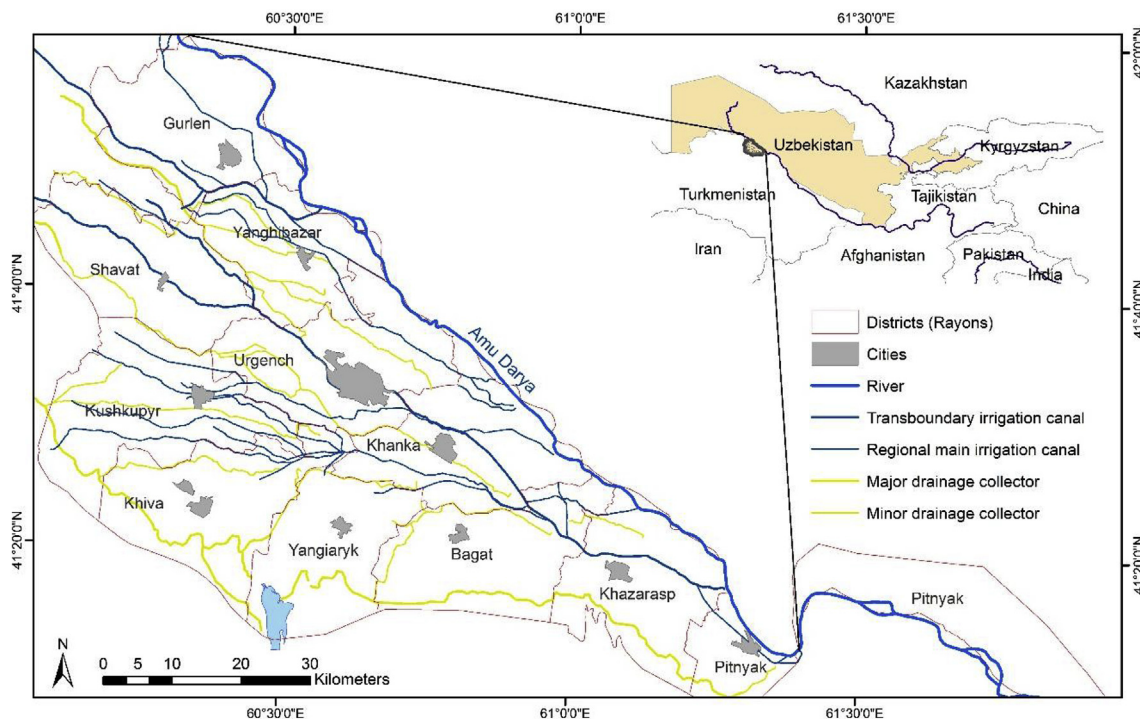 60°30'0"E
61°00'0"E
61°30'0"E
42°0'0"N
Kazakhstan
Gurlen
Uzbekistan
Kyrgyzstan
Turkmenistan
Tajikistan
China
Iran
Afghanistan
Pakistan
India
Yanghibazar
Shavat
41°40'0"N
41°40'0"N
Amu Darya
Districts (Rayons)
Cities
River
Transboundary irrigation canal
Regional main irrigation canal
Major drainage collector
Minor drainage collector
Urgench
Kushkupyr
Khanka
Khiva
Yangiaryk
Bagat
Khazarasp
41°20'0"N
41°20'0"N
Pitnyak
Pitnyak
N
0 5 10 20 30
Kilometers
60°30'0"E
61°00'0"E
61°30'0"E